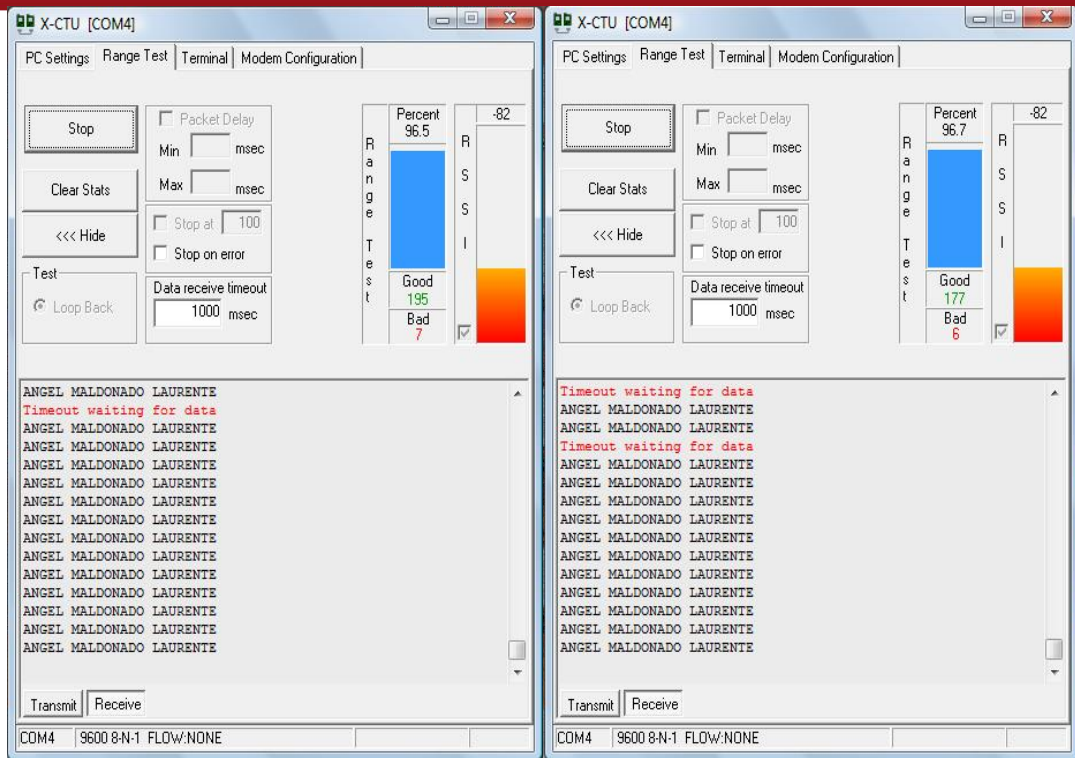 X-CTU [COM4]
PC Settings Range Test Terminal Modem Configuration
Stop
Clear Stats
<<< Hide
Test
Loop Back
Packet Delay
Min msec
Max msec
Stop at 100
Stop on error
Data receive timeout
1000 msec
Range Test
Percent
96.5
Good
195
Bad
7
RSSI
-82
ANGEL MALDONADO LAURENTE
Timeout waiting for data
ANGEL MALDONADO LAURENTE
ANGEL MALDONADO LAURENTE
ANGEL MALDONADO LAURENTE
ANGEL MALDONADO LAURENTE
ANGEL MALDONADO LAURENTE
ANGEL MALDONADO LAURENTE
ANGEL MALDONADO LAURENTE
ANGEL MALDONADO LAURENTE
ANGEL MALDONADO LAURENTE
ANGEL MALDONADO LAURENTE
ANGEL MALDONADO LAURENTE
ANGEL MALDONADO LAURENTE
ANGEL MALDONADO LAURENTE
Transmit Receive
COM4 9600 8-N-1 FLOW:NONE
X-CTU [COM4]
PC Settings Range Test Terminal Modem Configuration
Stop
Clear Stats
<<< Hide
Test
Loop Back
Packet Delay
Min msec
Max msec
Stop at 100
Stop on error
Data receive timeout
1000 msec
Range Test
Percent
96.7
Good
177
Bad
6
RSSI
-82
Timeout waiting for data
ANGEL MALDONADO LAURENTE
ANGEL MALDONADO LAURENTE
Timeout waiting for data
ANGEL MALDONADO LAURENTE
ANGEL MALDONADO LAURENTE
ANGEL MALDONADO LAURENTE
ANGEL MALDONADO LAURENTE
ANGEL MALDONADO LAURENTE
ANGEL MALDONADO LAURENTE
ANGEL MALDONADO LAURENTE
ANGEL MALDONADO LAURENTE
ANGEL MALDONADO LAURENTE
ANGEL MALDONADO LAURENTE
ANGEL MALDONADO LAURENTE
Transmit Receive
COM4 9600 8-N-1 FLOW:NONE